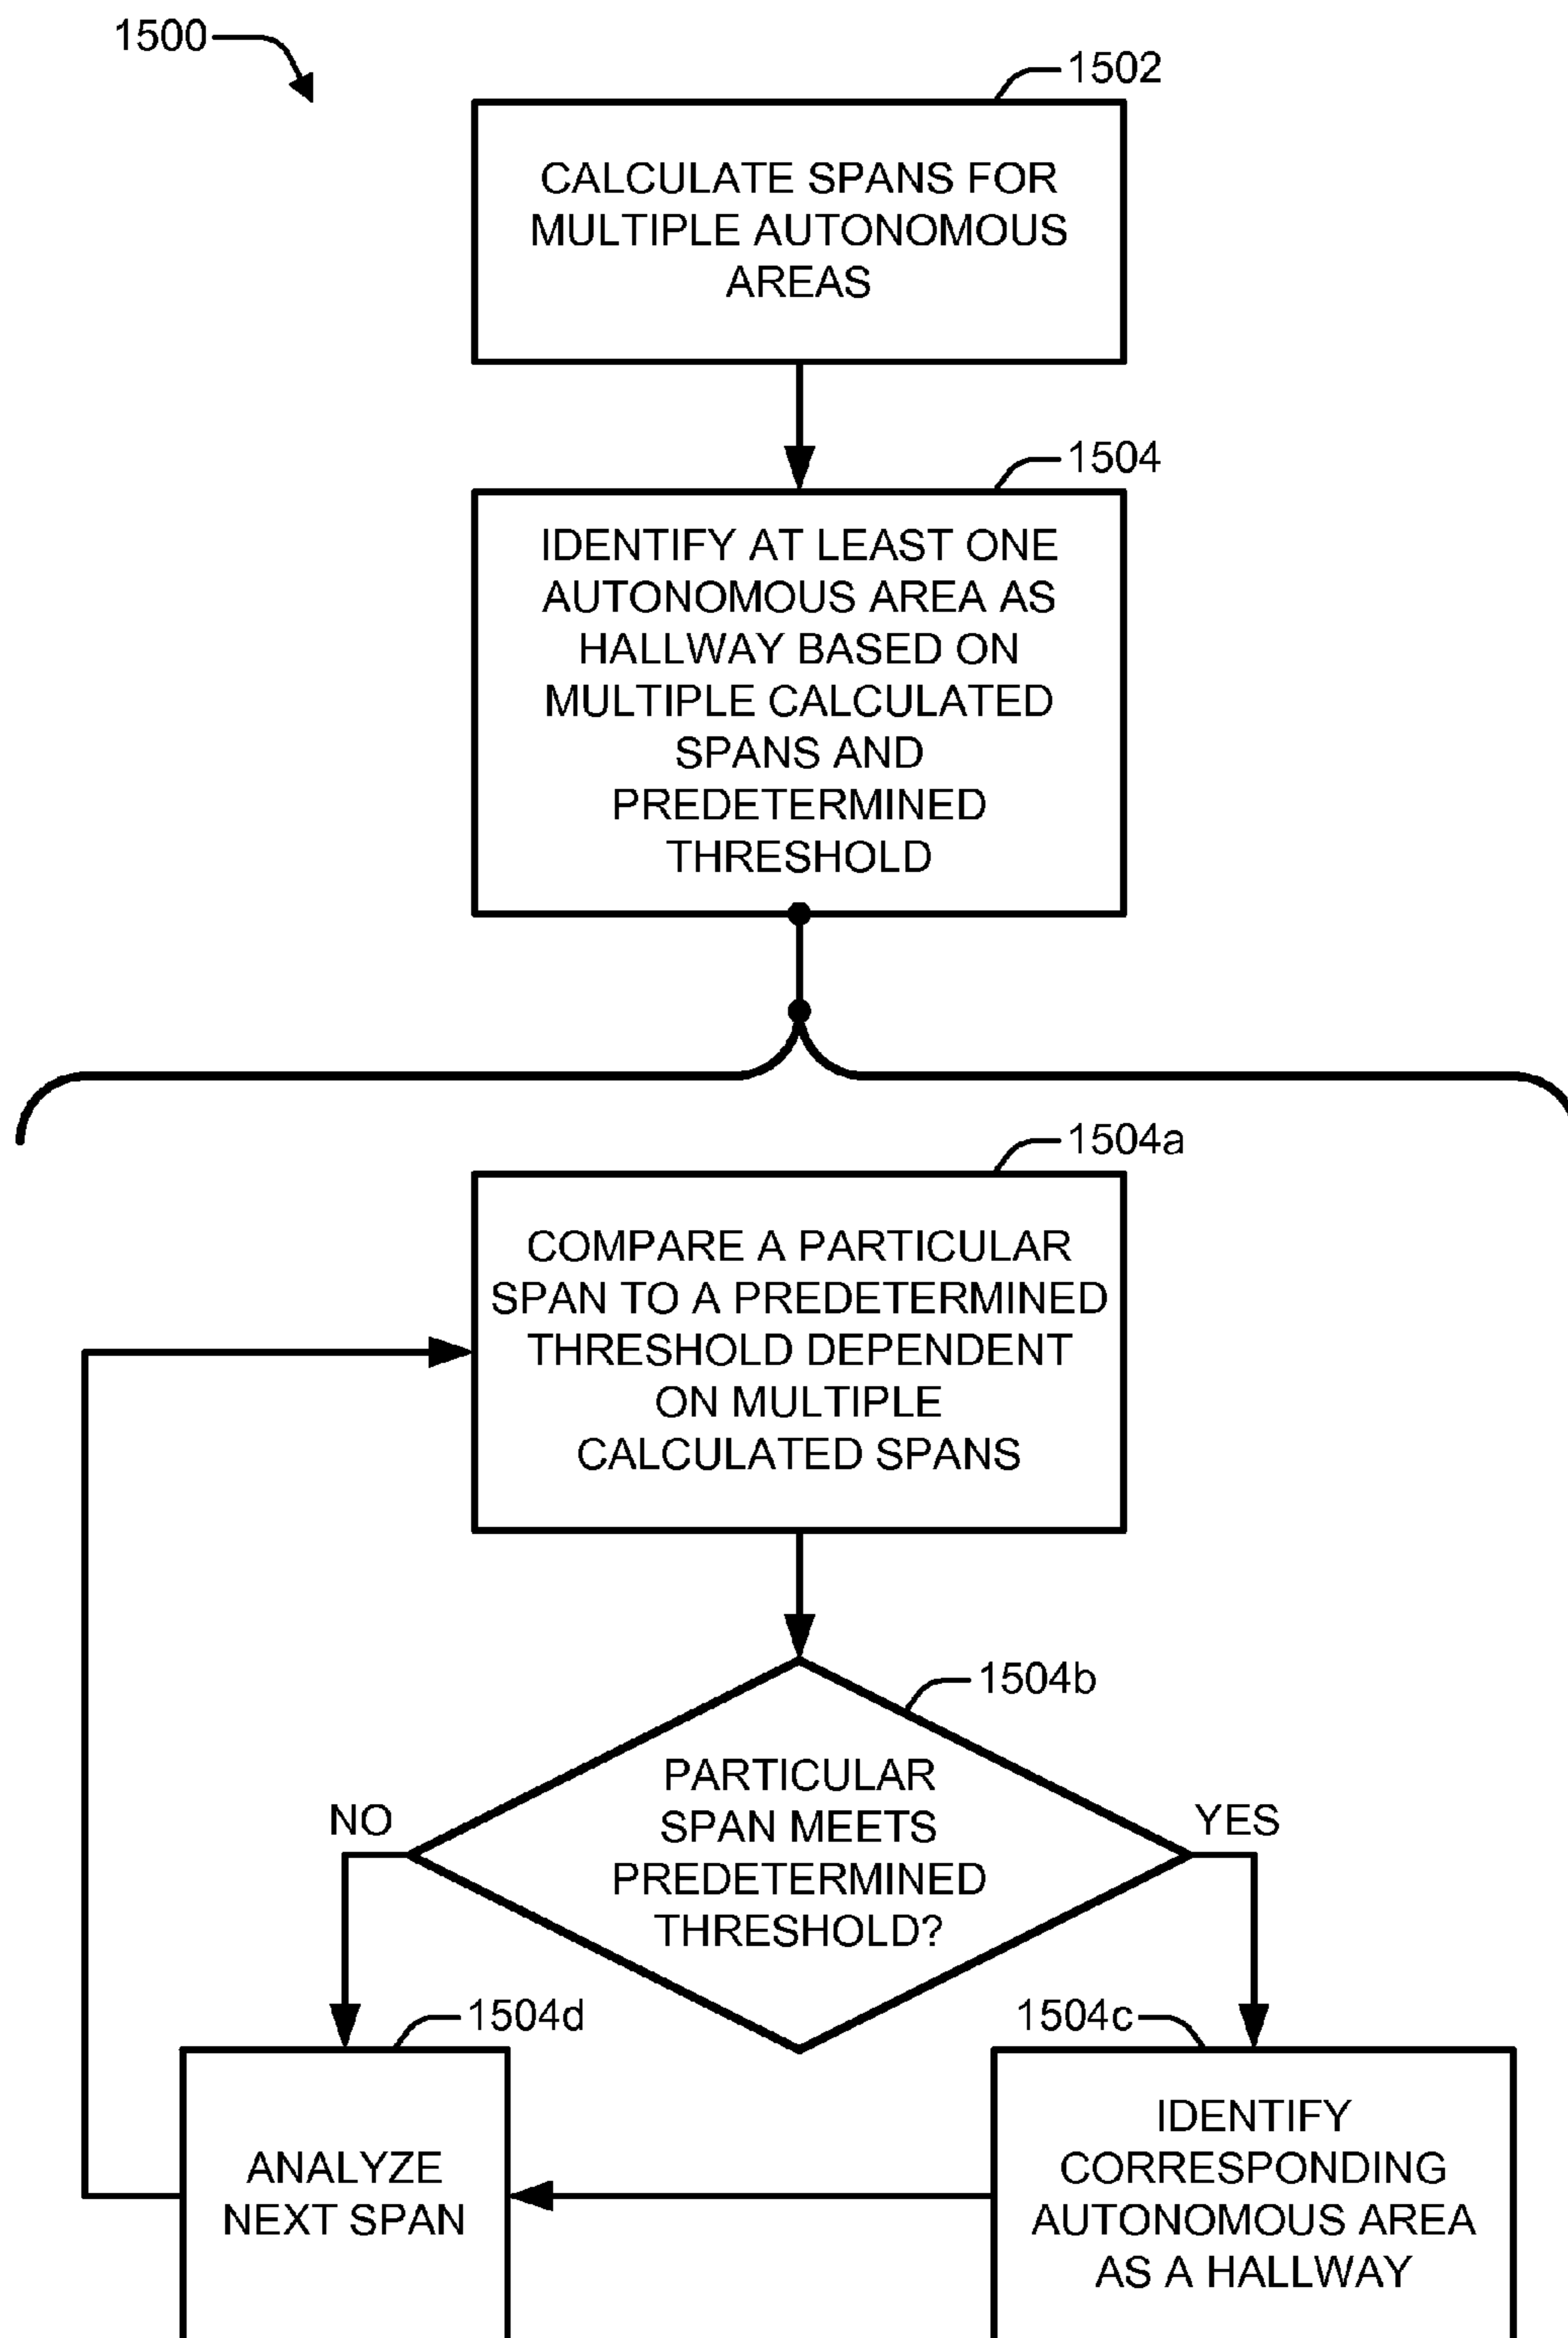 1500
1502
CALCULATE SPANS FOR
MULTIPLE AUTONOMOUS
AREAS
1504
IDENTIFY AT LEAST ONE
AUTONOMOUS AREA AS
HALLWAY BASED ON
MULTIPLE CALCULATED
SPANS AND
PREDETERMINED
THRESHOLD
1504a
COMPARE A PARTICULAR
SPAN TO A PREDETERMINED
THRESHOLD DEPENDENT
ON MULTIPLE
CALCULATED SPANS
1504b
PARTICULAR
SPAN MEETS
PREDETERMINED
THRESHOLD?
NO
YES
1504d
ANALYZE
NEXT SPAN
1504c
IDENTIFY
CORRESPONDING
AUTONOMOUS AREA
AS A HALLWAY